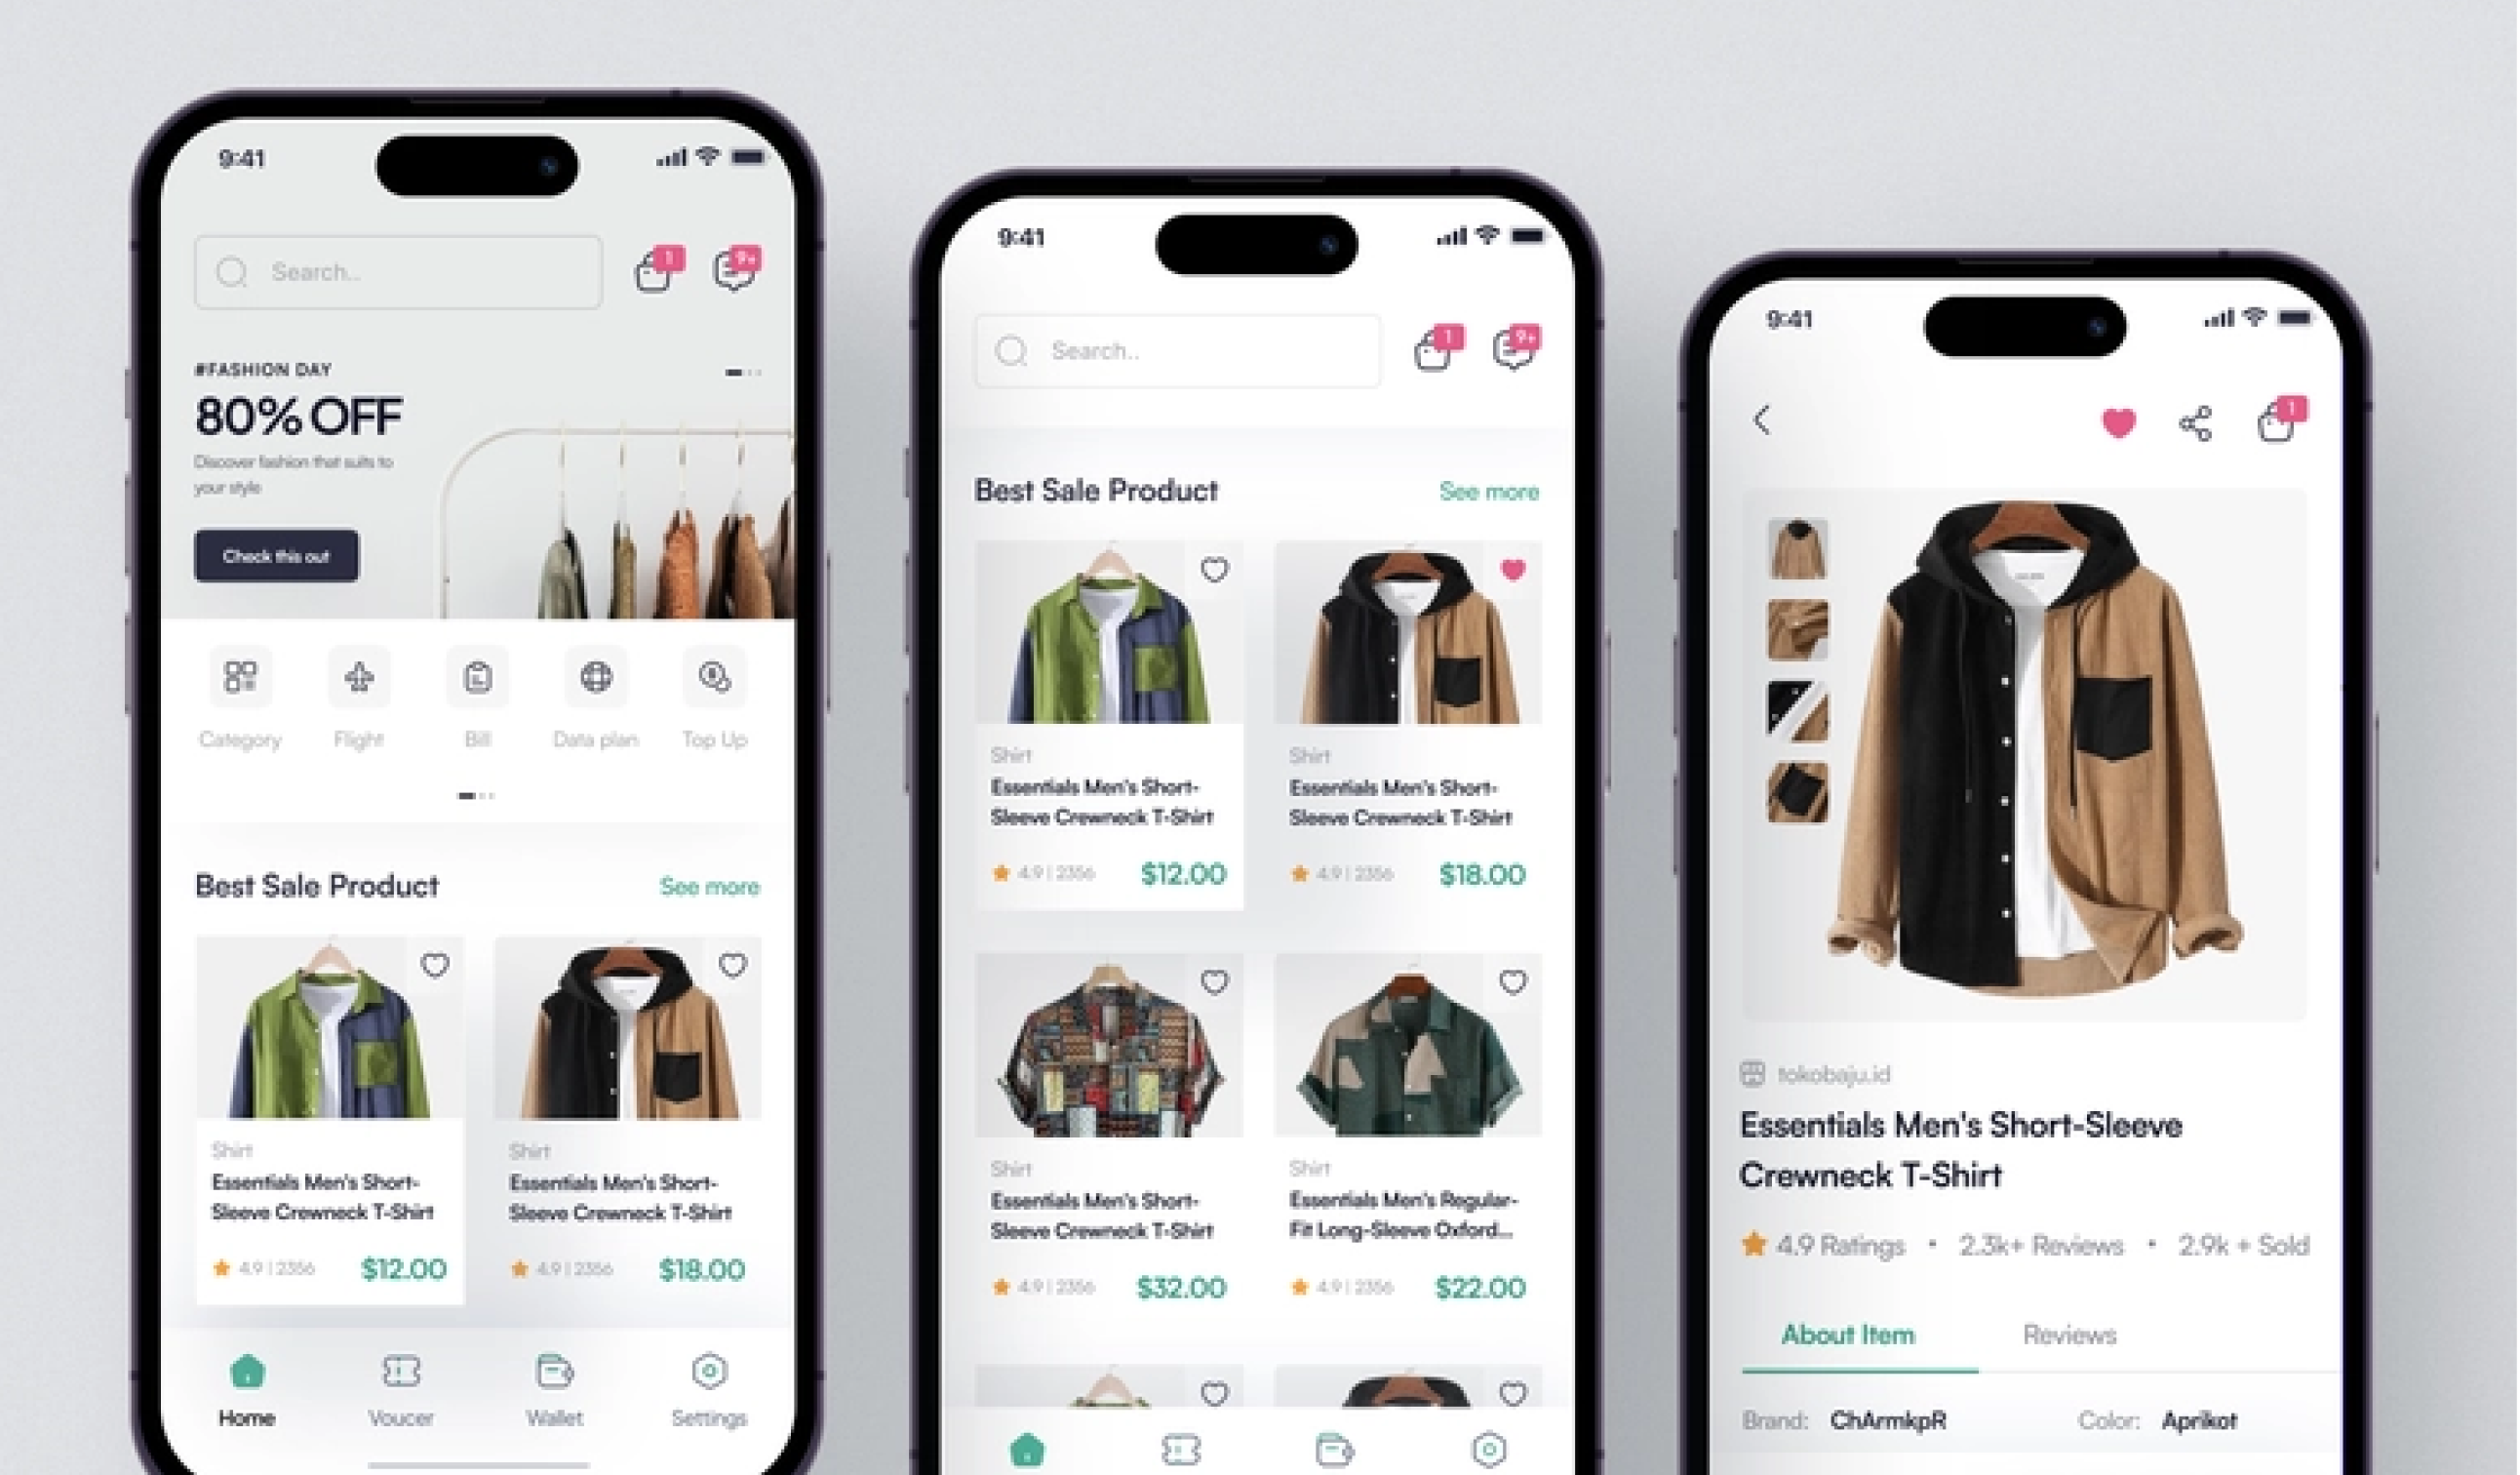 9:41
Search..
1
9+
#FASHION DAY
80% OFF
Discover fashion that suits to
your style
Check this out
Category
Flight
Bill
Data plan
Top Up
Best Sale Product
See more
Shirt
Essentials Men's Short-
Sleeve Crewneck T-Shirt
4.9 | 2356
$12.00
Shirt
Essentials Men's Short-
Sleeve Crewneck T-Shirt
4.9 | 2356
$18.00
Home
Voucer
Wallet
Settings
9:41
Search..
1
9+
Best Sale Product
See more
Shirt
Essentials Men's Short-
Sleeve Crewneck T-Shirt
4.9 | 2356
$12.00
Shirt
Essentials Men's Short-
Sleeve Crewneck T-Shirt
4.9 | 2356
$18.00
Shirt
Essentials Men's Short-
Sleeve Crewneck T-Shirt
4.9 | 2356
$32.00
Shirt
Essentials Men's Regular-
Fit Long-Sleeve Oxford...
4.9 | 2356
$22.00
9:41
1
tokobaju.id
Essentials Men's Short-Sleeve
Crewneck T-Shirt
4.9 Ratings • 2.3k+ Reviews • 2.9k + Sold
About Item
Reviews
Brand: ChArmkpR
Color: Aprikot